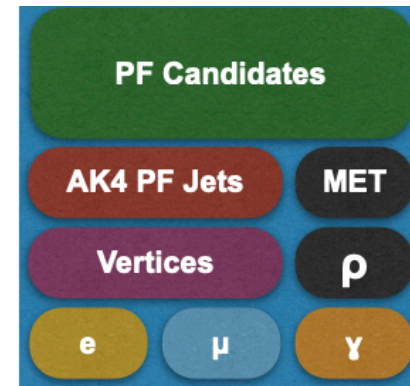 PF Candidates
AK4 PF Jets MET
Vertices ρ
e μ γ